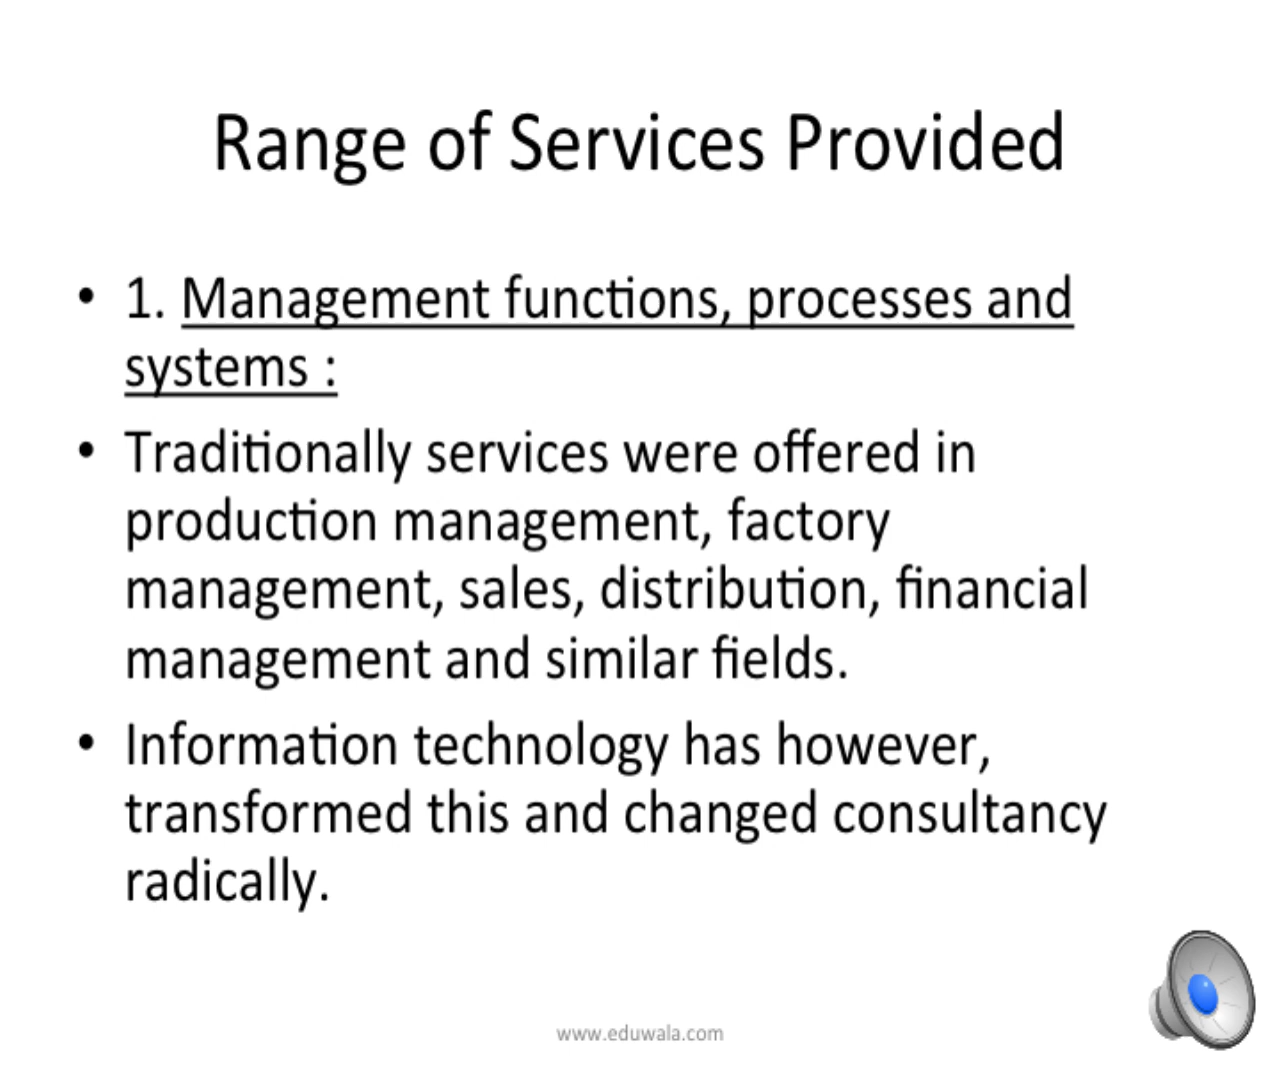 Range of Services Provided
• 1. Management functions, processes and
systems :
• Traditionally services were offered in
production management, factory
management, sales, distribution, financial
management and similar fields.
• Information technology has however,
transformed this and changed consultancy
radically.
www.eduwala.com